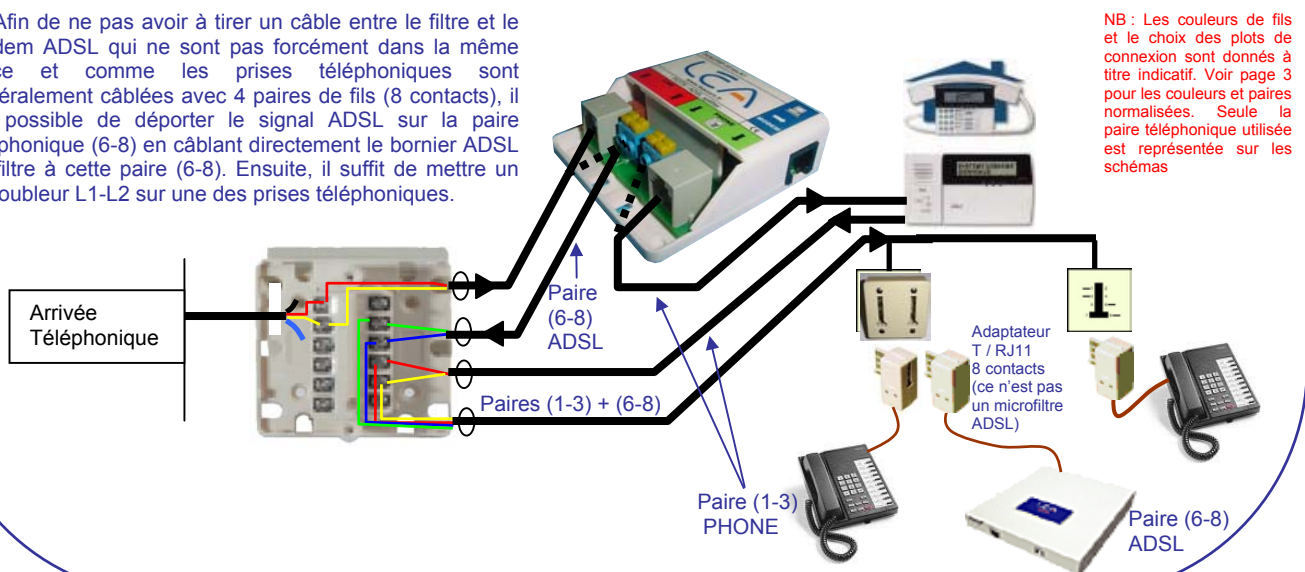 Afin de ne pas avoir à tirer un câble entre le filtre et le
dem ADSL qui ne sont pas forcément dans la même
ce et comme les prises téléphoniques sont
éralement câblées avec 4 paires de fils (8 contacts), il
possible de déporter le signal ADSL sur la paire
phonique (6-8) en câblant directement le bornier ADSL
filtre à cette paire (6-8). Ensuite, il suffit de mettre un
oubleur L1-L2 sur une des prises téléphoniques.
NB : Les couleurs de fils
et le choix des plots de
connexion sont donnés à
titre indicatif. Voir page 3
pour les couleurs et paires
normalisées. Seule la
paire téléphonique utilisée
est représentée sur les
schémas
LEA
Arrivée
Téléphonique
Paire
(6-8)
ADSL
Paires (1-3) + (6-8)
Adaptateur
T / RJ11
8 contacts
(ce n'est pas
un microfiltre
ADSL)
Paire (1-3)
PHONE
LEA
Paire (6-8)
ADSL